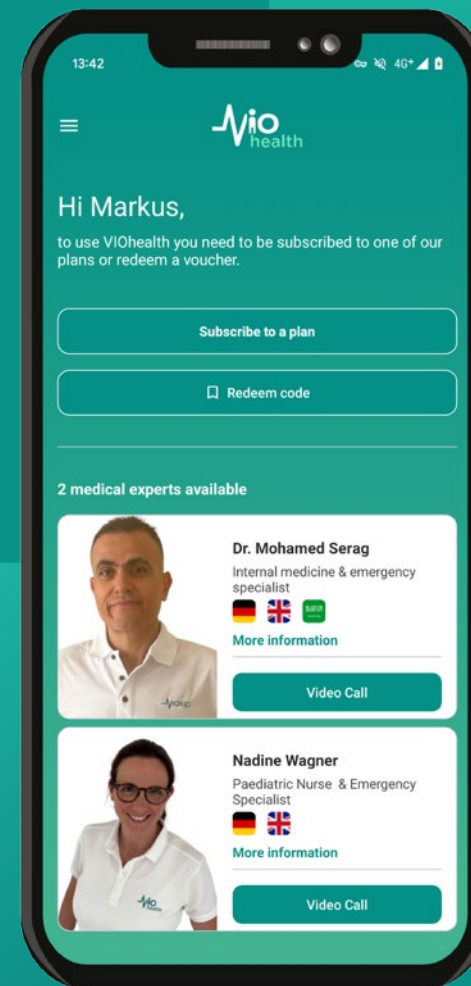 13:42
4G+
Vio
health
Hi Markus,
to use VIOhealth you need to be subscribed to one of our
plans or redeem a voucher.
Subscribe to a plan
Redeem code
2 medical experts available
Dr. Mohamed Serag
Internal medicine & emergency
specialist
More information
Video Call
Nadine Wagner
Paediatric Nurse & Emergency
Specialist
More information
Video Call